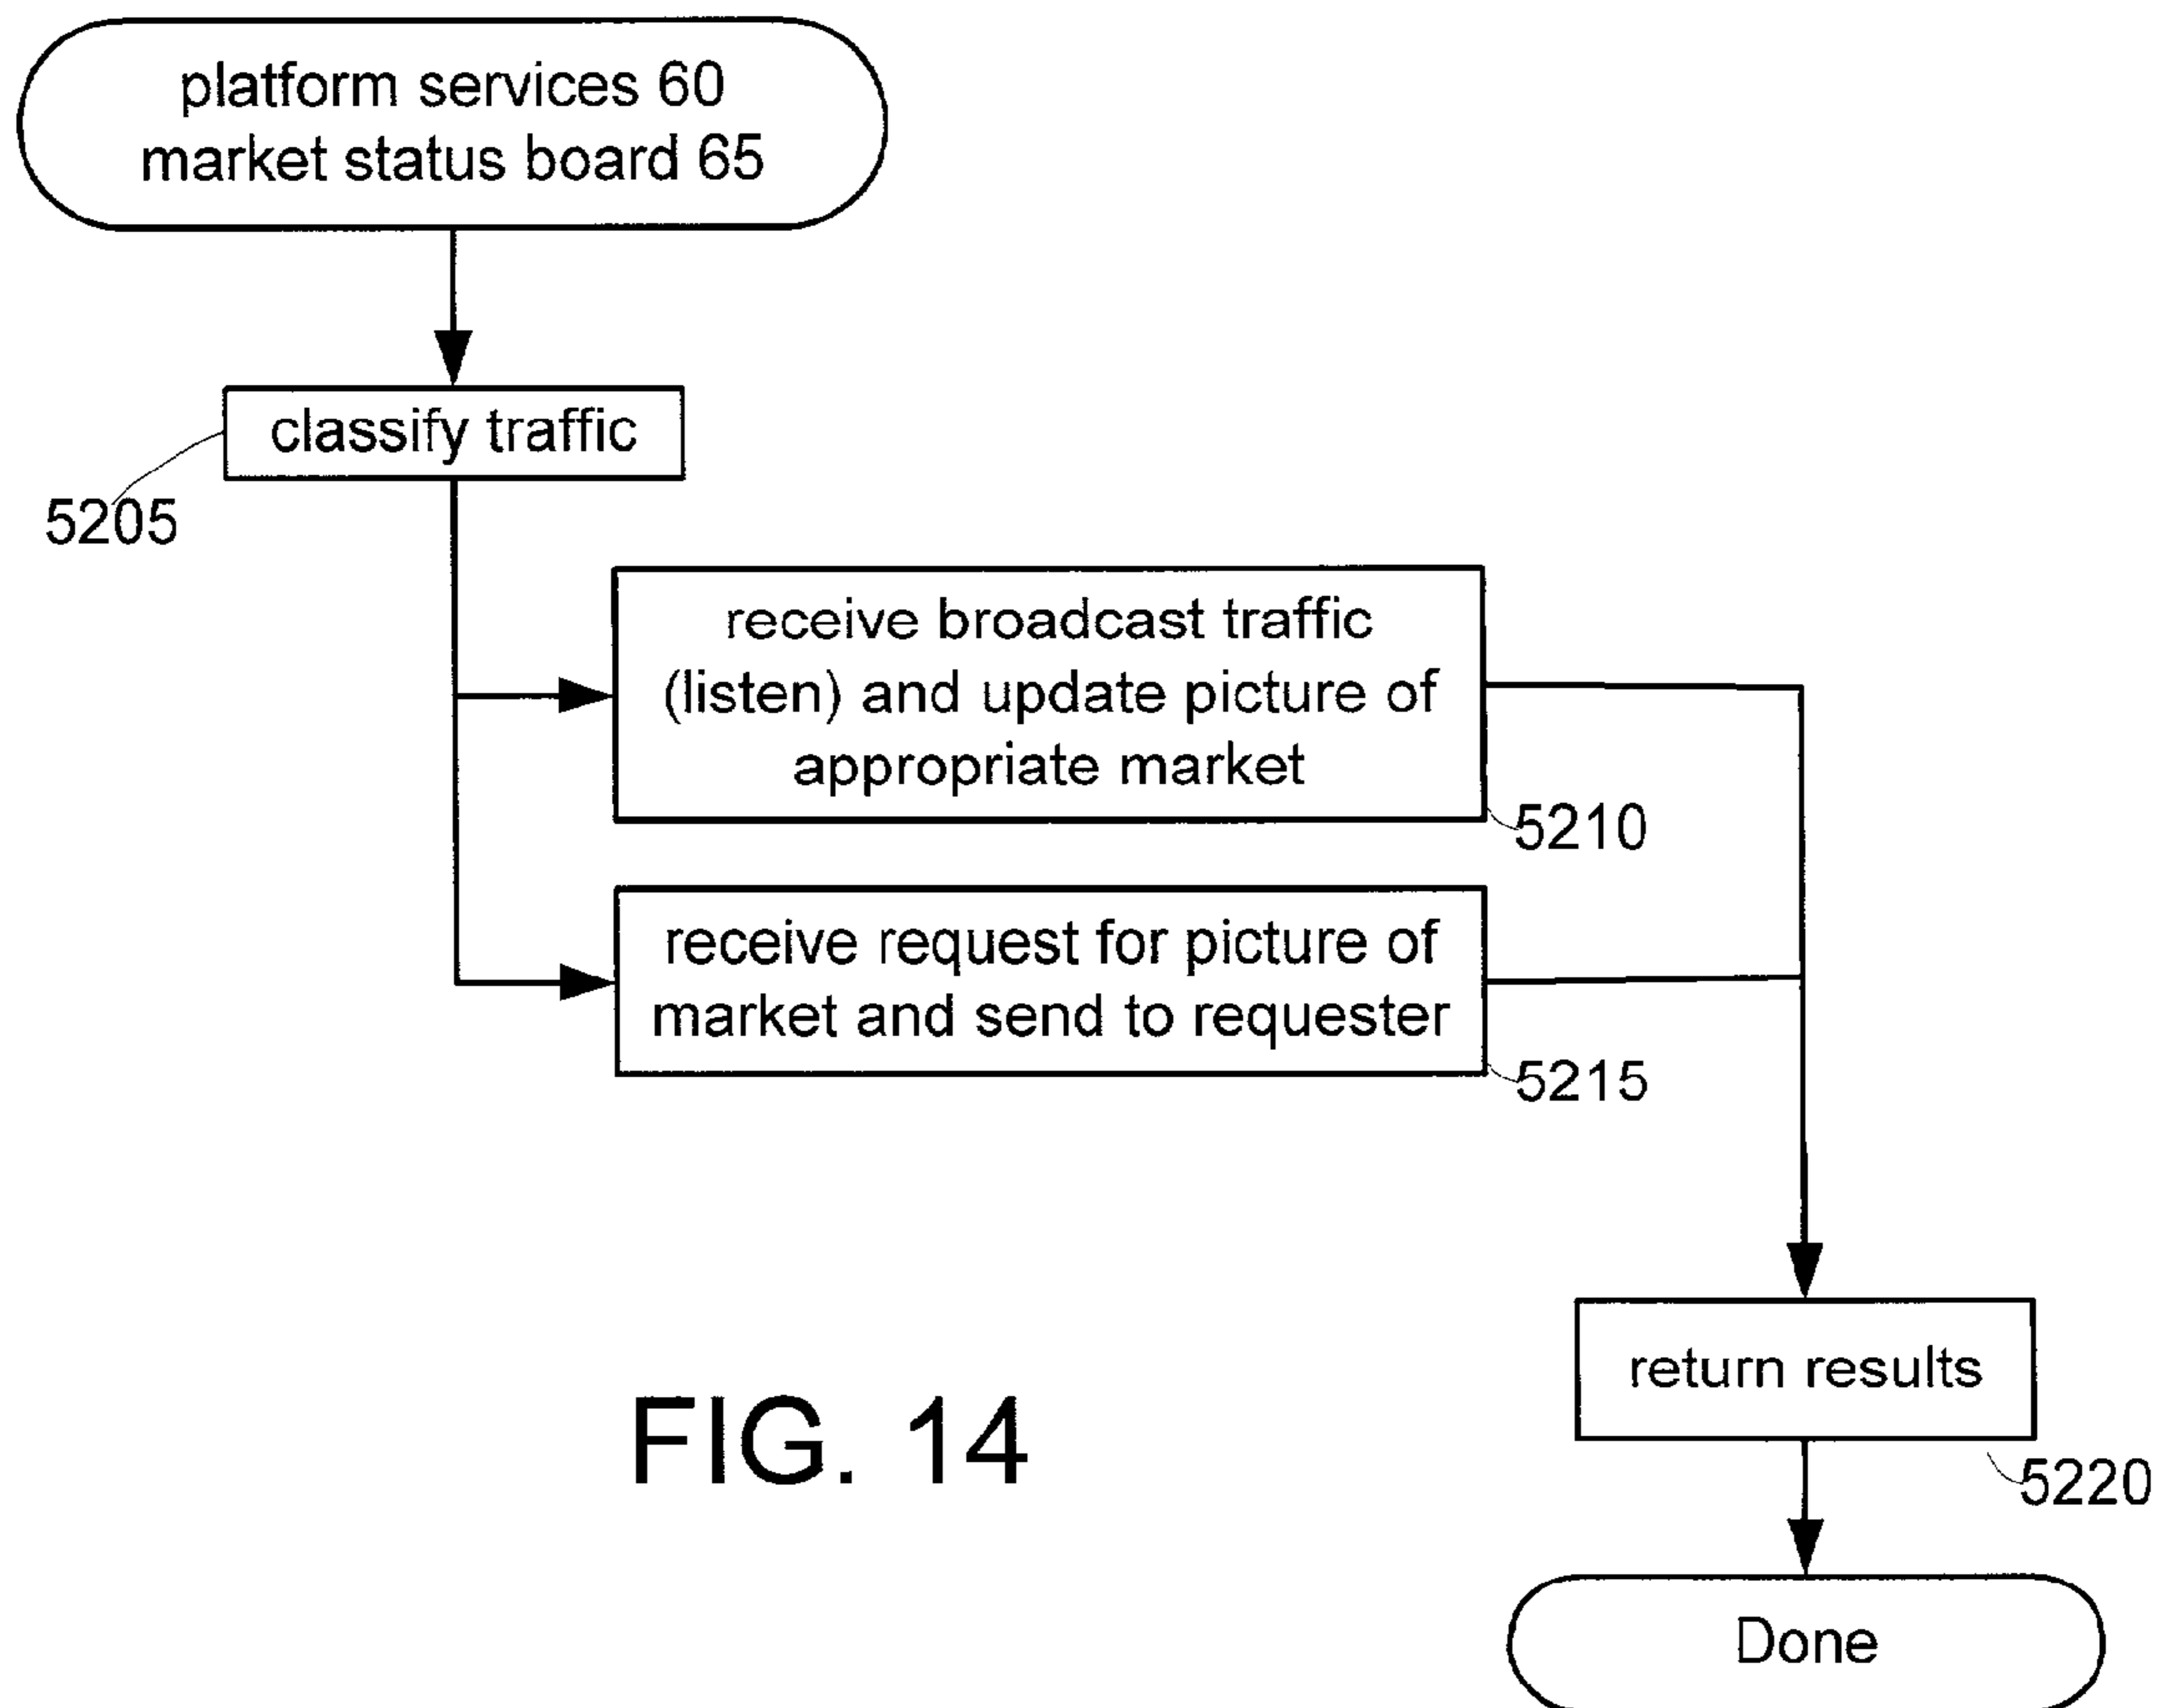 platform services 60
market status board 65
classify traffic
5205
receive broadcast traffic
(listen) and update picture of
appropriate market
5210
receive request for picture of
market and send to requester
5215
return results
5220
FIG. 14
Done